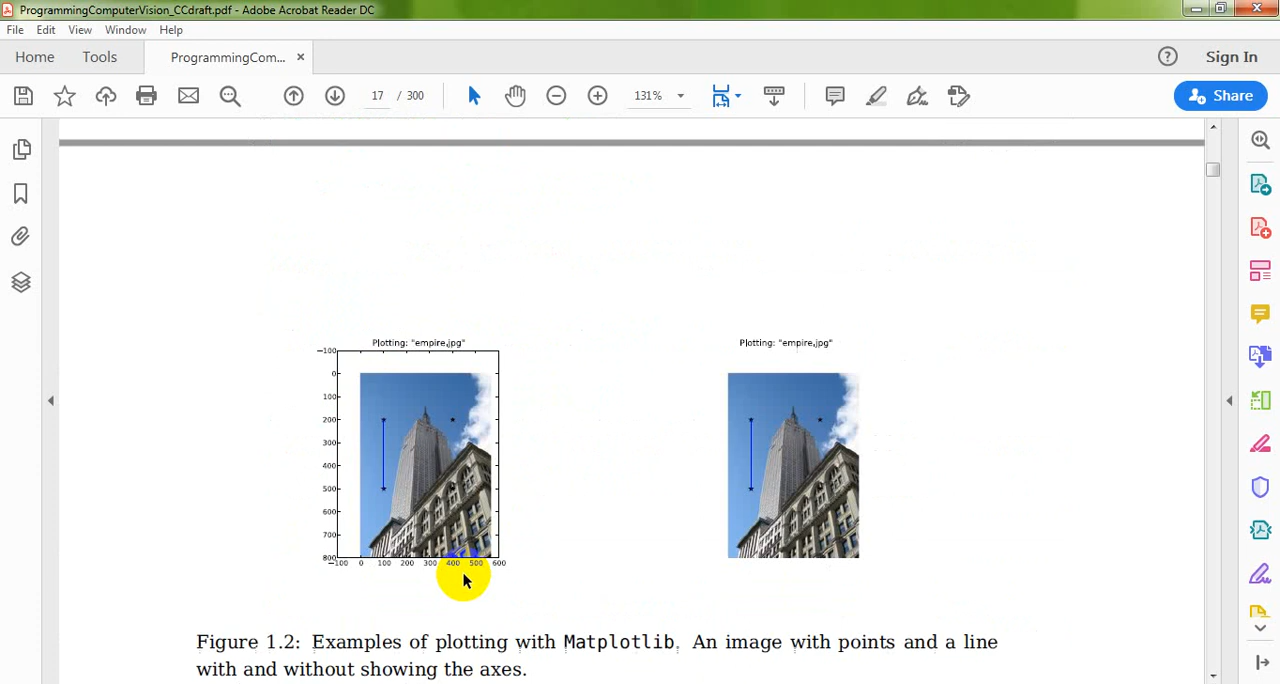 ProgrammingComputerVision_CCdraft.pdf - Adobe Acrobat Reader DC
File Edit View Window Help
Home Tools ProgrammingCom... × ? Sign In
17 / 300 131% Share
Plotting: "empire.jpg" Plotting: "empire.jpg"
−100
0
100
200
300
400
500
600
700
800
−100 0 100 200 300 400 500 600
Figure 1.2: Examples of plotting with Matplotlib. An image with points and a line
with and without showing the axes.